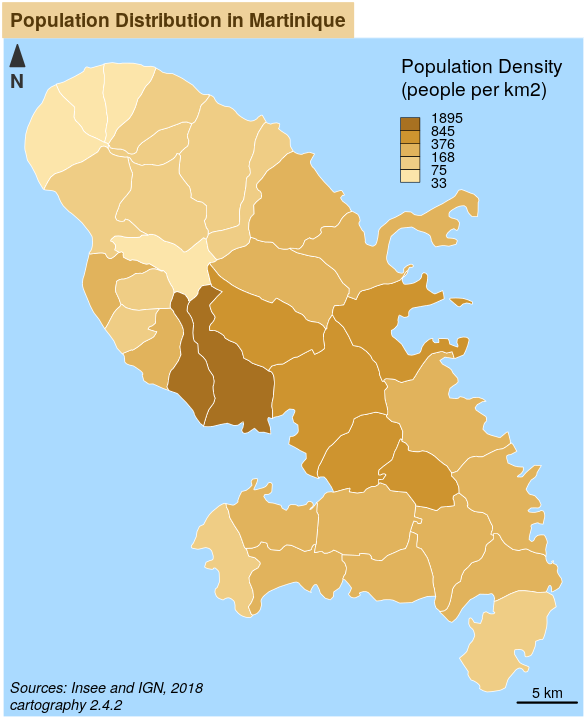 Population Distribution in Martinique
N
Population Density
(people per km2)
1895
845
376
168
75
33
Sources: Insee and IGN, 2018
cartography 2.4.2
5 km